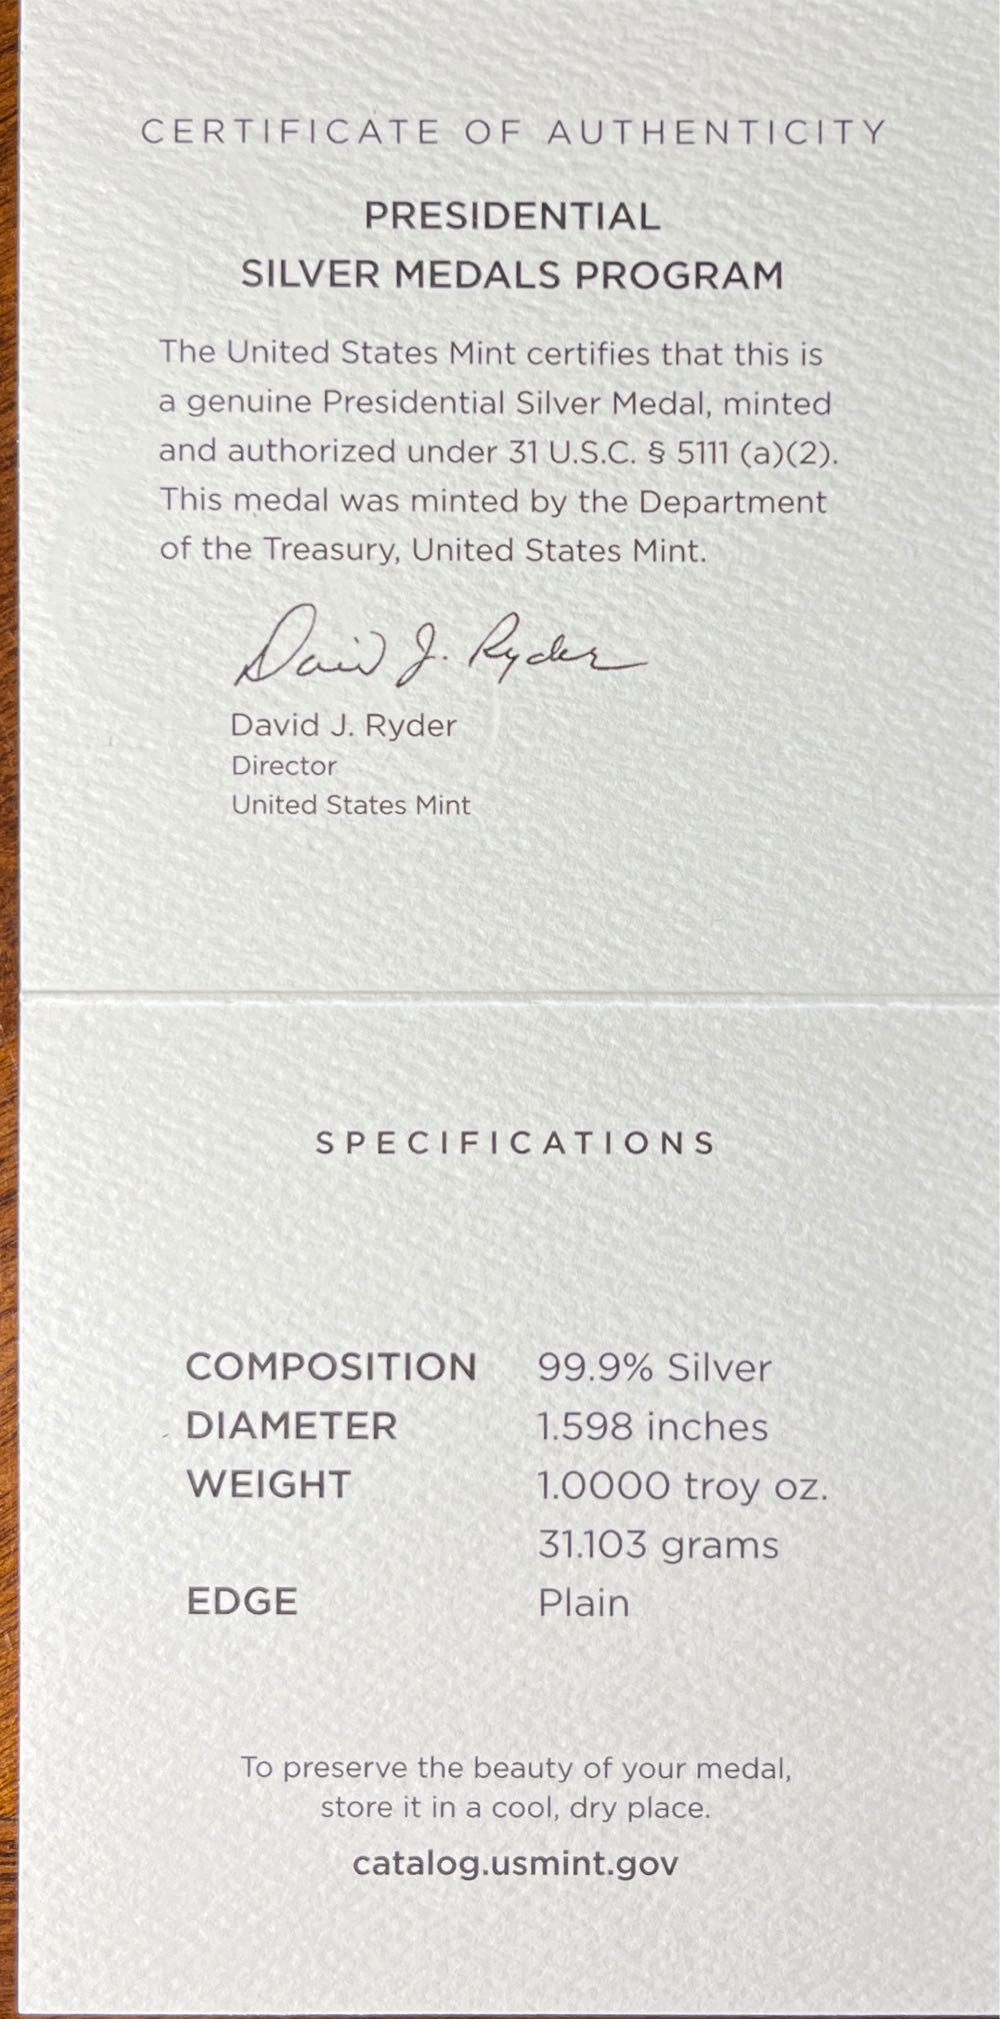 CERTIFICATE OF AUTHENTICITY
PRESIDENTIAL
SILVER MEDALS PROGRAM
The United States Mint certifies that this is
a genuine Presidential Silver Medal, minted
and authorized under 31 U.S.C. § 5111 (a)(2).
This medal was minted by the Department
of the Treasury, United States Mint.
David J. Ryder
David J. Ryder
Director
United States Mint
SPECIFICATIONS
COMPOSITION 99.9% Silver
DIAMETER 1.598 inches
WEIGHT 1.0000 troy oz.
31.103 grams
EDGE Plain
To preserve the beauty of your medal,
store it in a cool, dry place.
catalog.usmint.gov